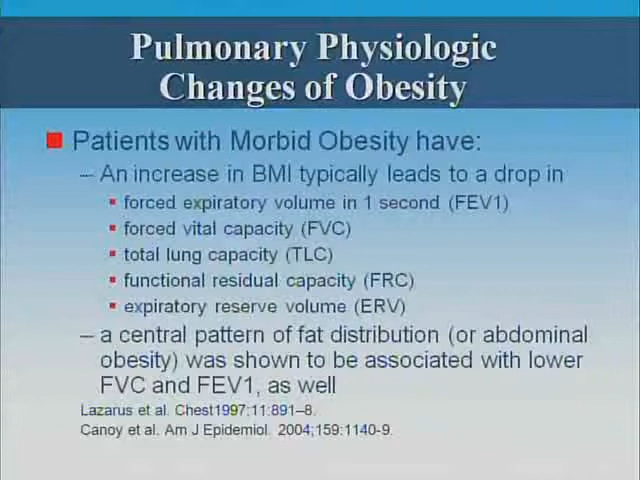 Pulmonary Physiologic
Changes of Obesity
Patients with Morbid Obesity have:
– An increase in BMI typically leads to a drop in
forced expiratory volume in 1 second (FEV1)
forced vital capacity (FVC)
total lung capacity (TLC)
functional residual capacity (FRC)
expiratory reserve volume (ERV)
– a central pattern of fat distribution (or abdominal
obesity) was shown to be associated with lower
FVC and FEV1, as well
Lazarus et al. Chest1997;11:891–8.
Canoy et al. Am J Epidemiol. 2004;159:1140-9.